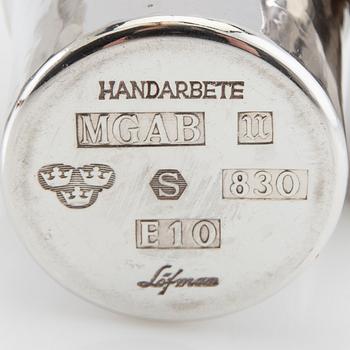 HANDARBETE
MGAB 11
S 830
E10
Löfman